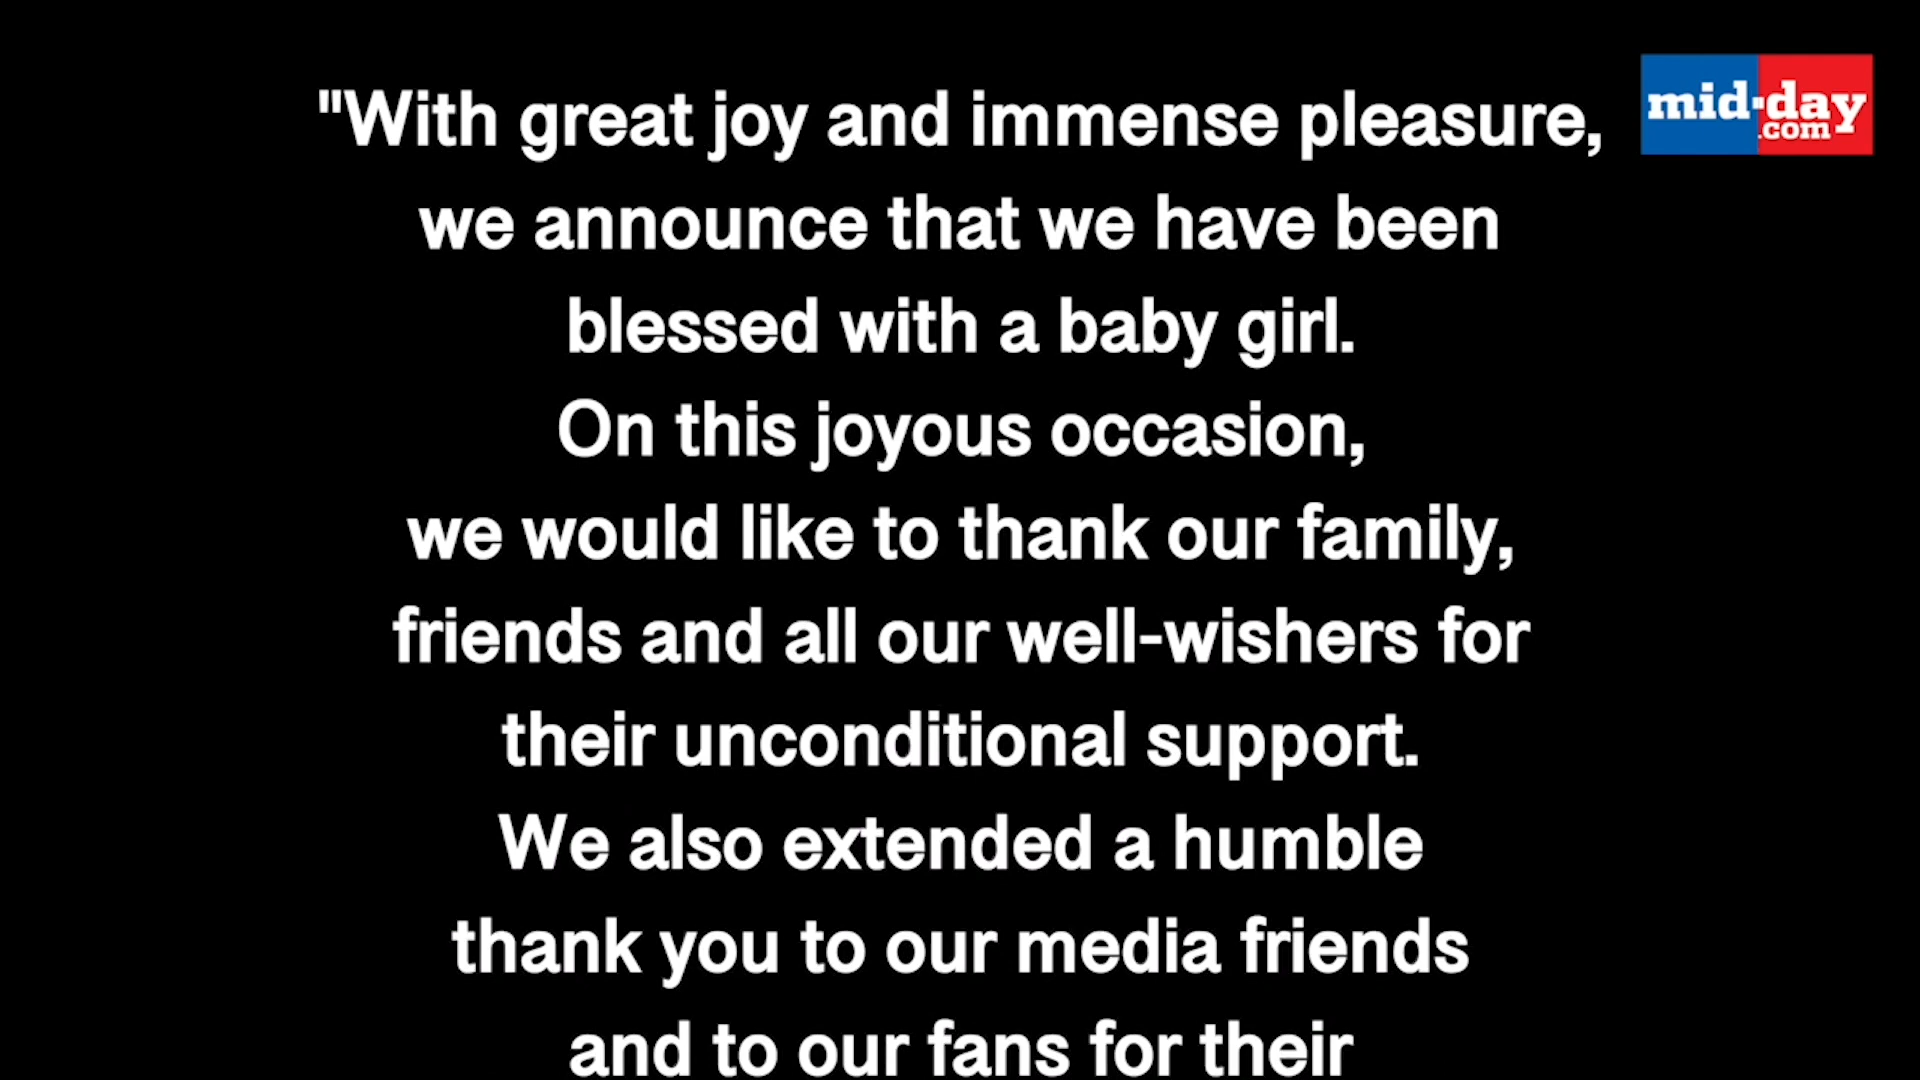 "With great joy and immense pleasure,
mid-day
.com
we announce that we have been
blessed with a baby girl.
On this joyous occasion,
we would like to thank our family,
friends and all our well-wishers for
their unconditional support.
We also extended a humble
thank you to our media friends
and to our fans for their